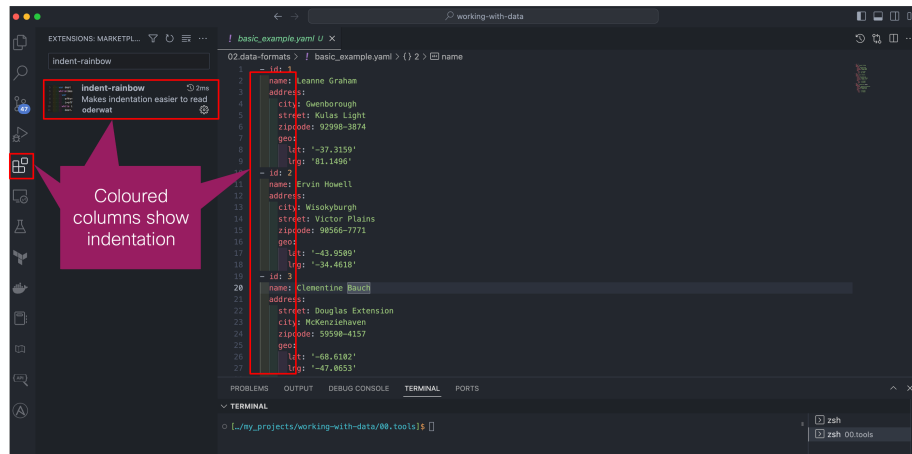 working-with-data
EXTENSIONS: MARKETPL...
indent-rainbow
indent-rainbow
2ms
Makes indentation easier to read
oderwat
47
Coloured
columns show
indentation
! basic_example.yaml U ×
02.data-formats > ! basic_example.yaml > {} 2 > name
1 - id: 1
2 name: Leanne Graham
3 address:
4 city: Gwenborough
5 street: Kulas Light
6 zipcode: 92998-3874
7 geo:
8 lat: '-37.3159'
9 lng: '81.1496'
10 - id: 2
11 name: Ervin Howell
12 address:
13 city: Wisokyburgh
14 street: Victor Plains
15 zipcode: 90566-7771
16 geo:
17 lat: '-43.9509'
18 lng: '-34.4618'
19 - id: 3
20 name: Clementine Bauch
21 address:
22 street: Douglas Extension
23 city: McKenziehaven
24 zipcode: 59590-4157
25 geo:
26 lat: '-68.6102'
27 lng: '-47.0653'
PROBLEMS OUTPUT DEBUG CONSOLE TERMINAL PORTS
TERMINAL
[…/my_projects/working-with-data/00.tools]$
zsh
zsh 00.tools